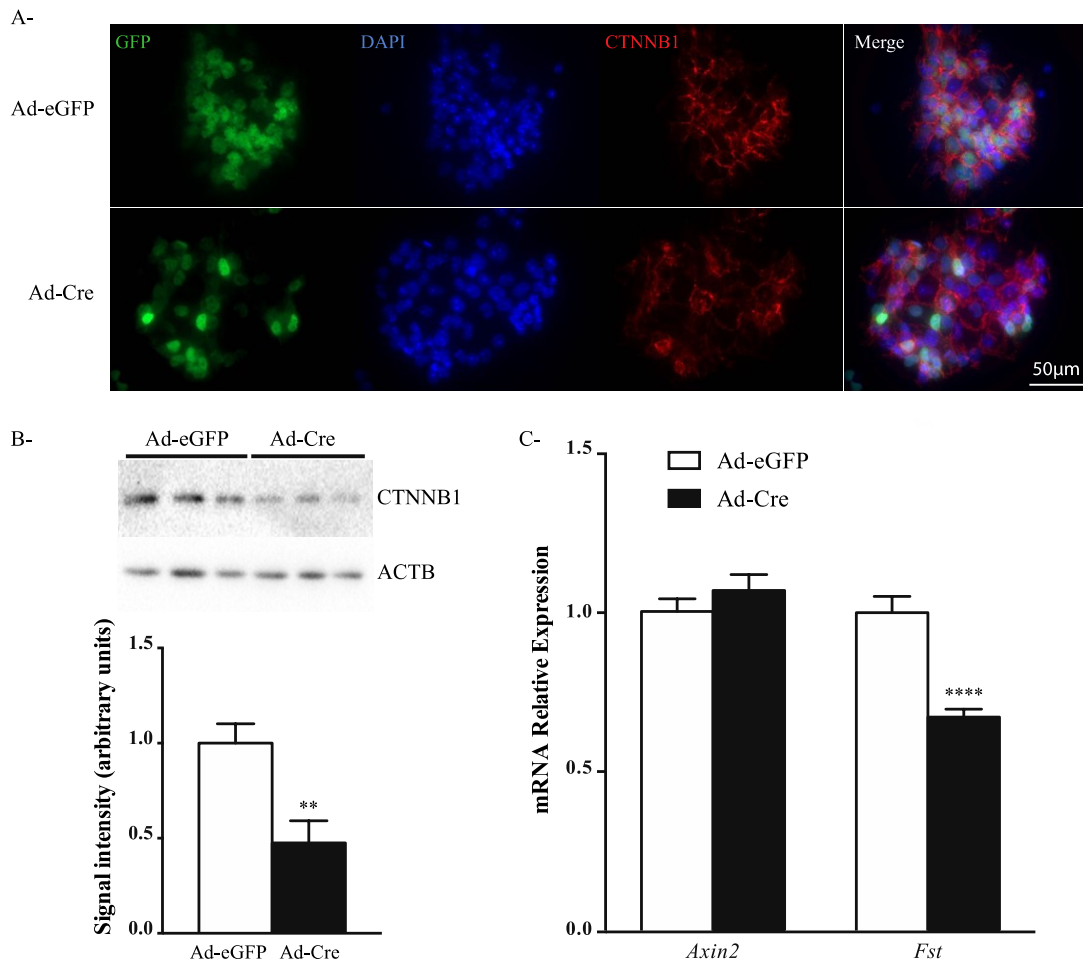 A-
GFP
DAPI
CTNNB1
Merge
Ad-eGFP
Ad-Cre
50μm
B-
Ad-eGFP Ad-Cre
CTNNB1
ACTB
Signal intensity (arbitrary units)
1.5
1.0
0.5
0.0
**
Ad-eGFP Ad-Cre
C-
Ad-eGFP
Ad-Cre
mRNA Relative Expression
1.5
1.0
0.5
0.0
****
Axin2
Fst